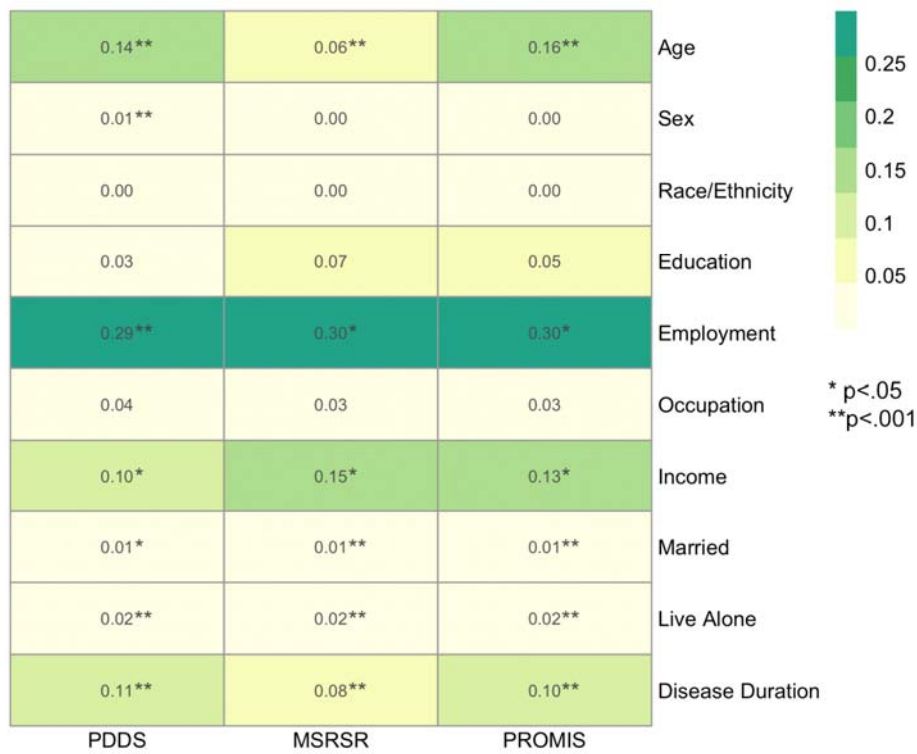 0.14** 0.06** 0.16** Age
0.01** 0.00 0.00 Sex
0.00 0.00 0.00 Race/Ethnicity
0.03 0.07 0.05 Education
0.29** 0.30* 0.30* Employment
0.04 0.03 0.03 Occupation
0.10* 0.15* 0.13* Income
0.01* 0.01** 0.01** Married
0.02** 0.02** 0.02** Live Alone
0.11** 0.08** 0.10** Disease Duration
PDDS MSRSR PROMIS
0.25
0.2
0.15
0.1
0.05
* p<.05
**p<.001